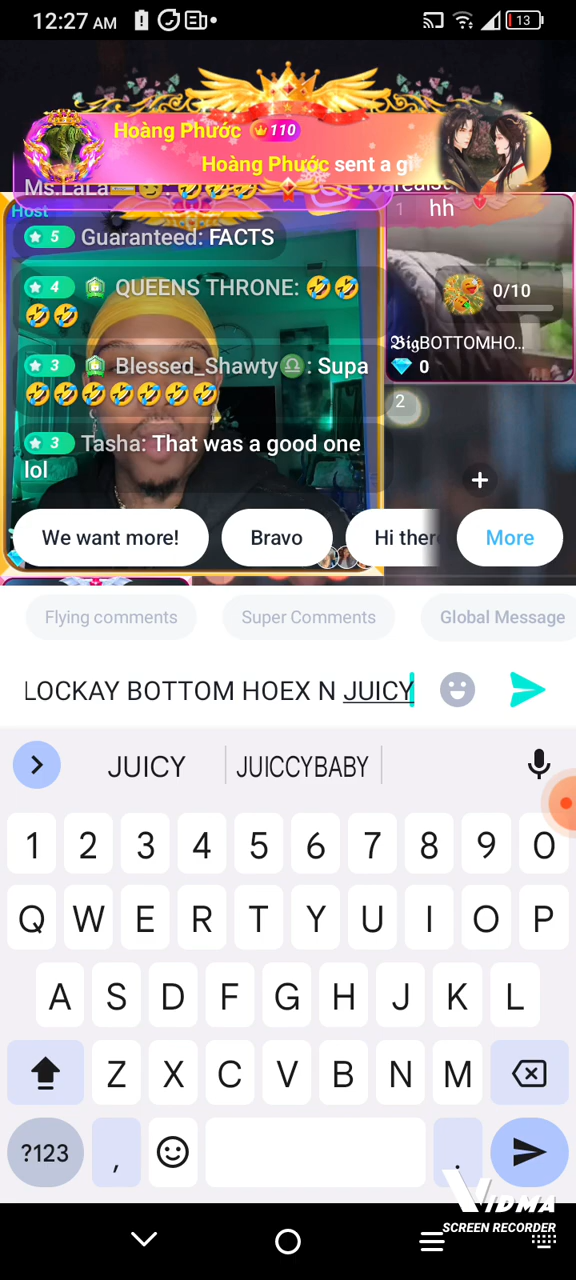 12:27 AM
13
Hoàng Phước 110
Hoàng Phước sent a gi
Ms.LaLa
Host
1 hh
5 Guaranteed: FACTS
4 QUEENS THRONE: 🤣🤣
🤣🤣
0/10
𝕭𝖎𝖌BOTTOMHO...
0
3 Blessed_Shawty♎: Supa
🤣🤣🤣🤣🤣🤣🤣
2
3 Tasha: That was a good one
lol
We want more! Bravo Hi ther More
Flying comments Super Comments Global Message
LOCKAY BOTTOM HOEX N JUICY
JUICY JUICCYBABY
1 2 3 4 5 6 7 8 9 0
Q W E R T Y U I O P
A S D F G H J K L
Z X C V B N M
?123 , .
VIDMA
SCREEN RECORDER